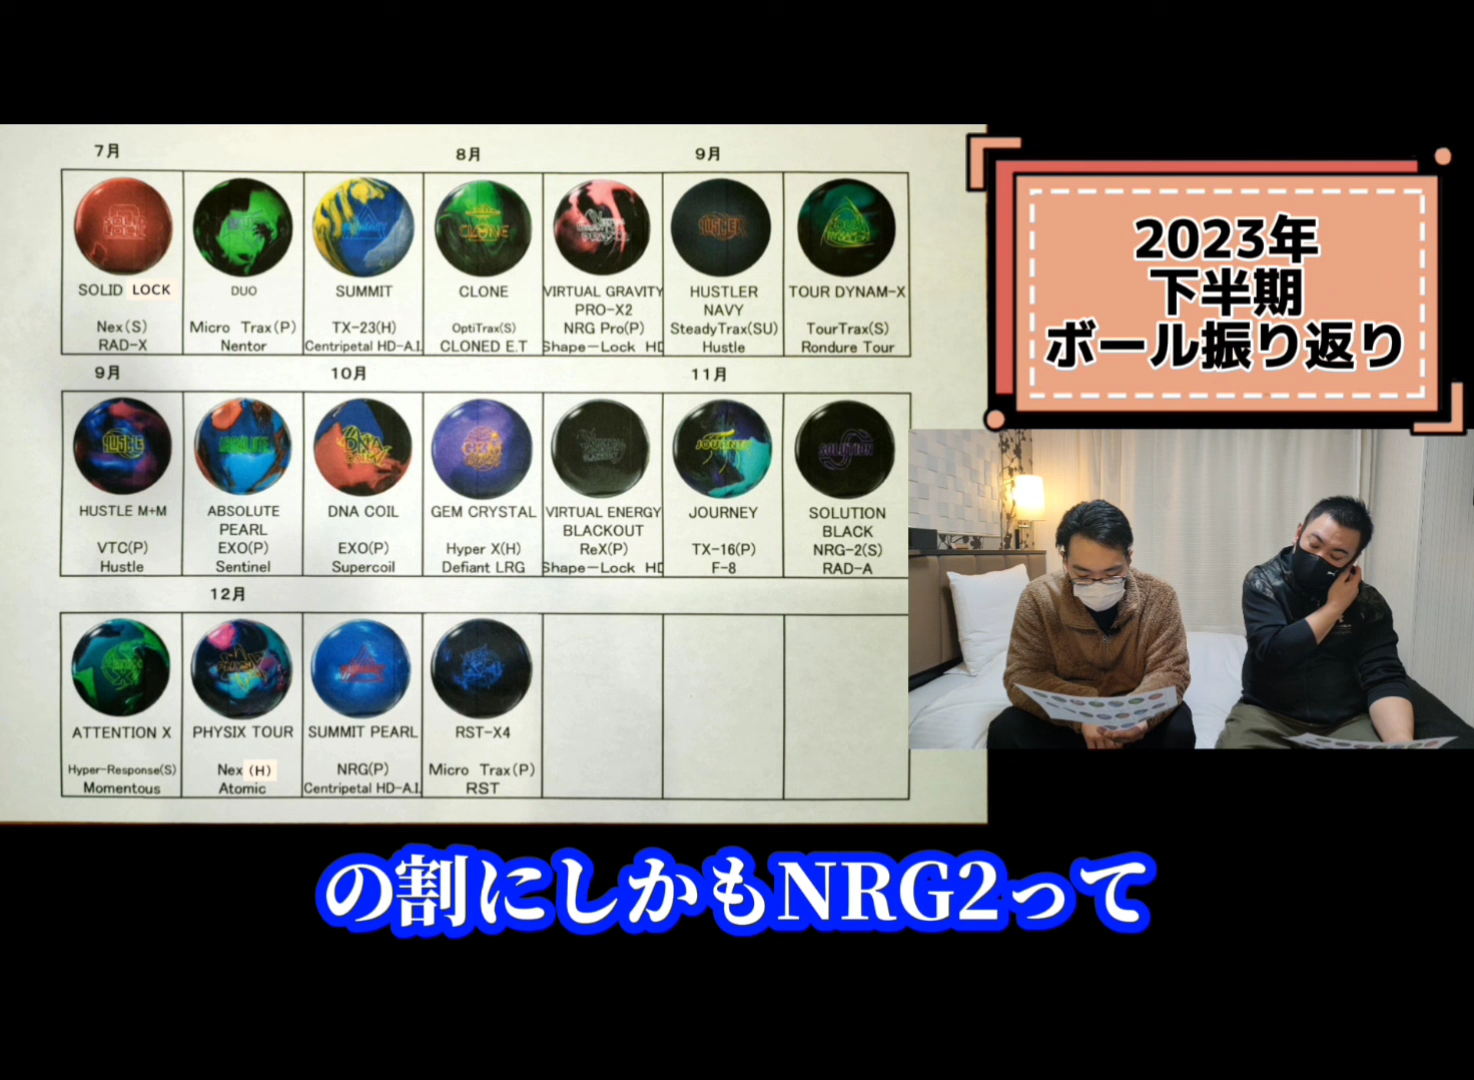 7月
8月
9月
SOLID LOCK
Nex(S)
RAD-X
DUO
Micro Trax(P)
Nentor
SUMMIT
TX-23(H)
Centripetal HD-A.I.
CLONE
OptiTrax(S)
CLONED E.T
VIRTUAL GRAVITY
PRO-X2
NRG Pro(P)
Shape-Lock HD
HUSTLER
NAVY
SteadyTrax(SU)
Hustle
TOUR DYNAM-X
TourTrax(S)
Rondure Tour
9月
10月
11月
HUSTLE M+M
VTC(P)
Hustle
ABSOLUTE
PEARL
EXO(P)
Sentinel
DNA COIL
EXO(P)
Supercoil
GEM CRYSTAL
Hyper X(H)
Defiant LRG
VIRTUAL ENERGY
BLACKOUT
ReX(P)
Shape-Lock HD
JOURNEY
TX-16(P)
F-8
SOLUTION
BLACK
NRG-2(S)
RAD-A
12月
ATTENTION X
Hyper-Response(S)
Momentous
PHYSIX TOUR
Nex (H)
Atomic
SUMMIT PEARL
NRG(P)
Centripetal HD-A.I.
RST-X4
Micro Trax(P)
RST
2023年
下半期
ボール振り返り
の割にしかもNRG2って